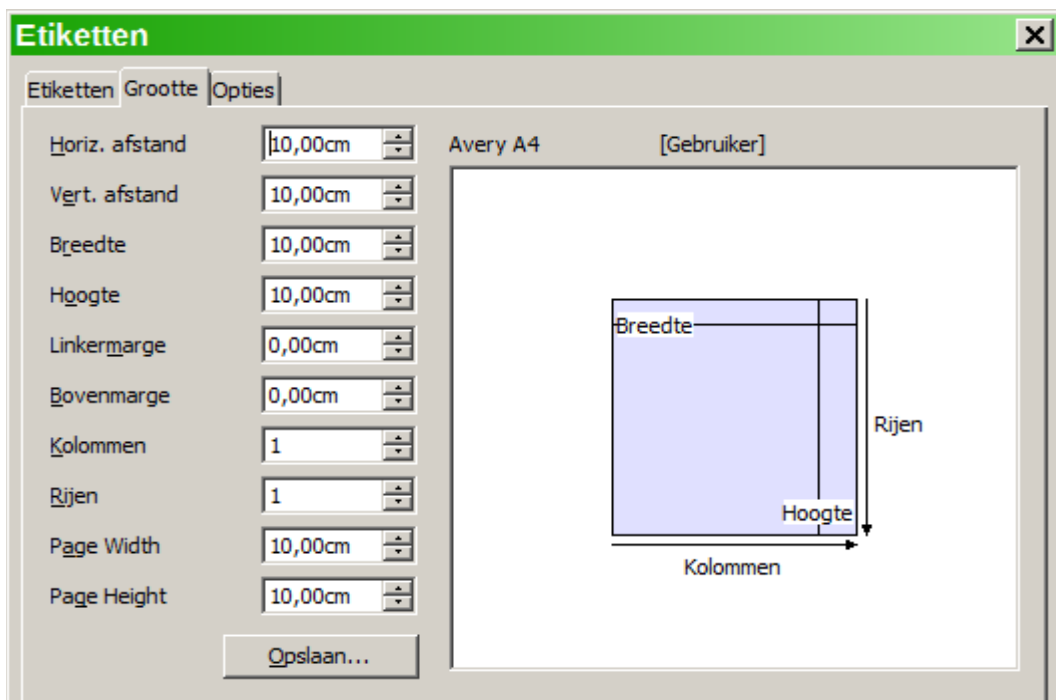 Etiketten
Etiketten Grootte Opties
Horiz. afstand 10,00cm
Vert. afstand 10,00cm
Breedte 10,00cm
Hoogte 10,00cm
Linkermarge 0,00cm
Bovenmarge 0,00cm
Kolommen 1
Rijen 1
Page Width 10,00cm
Page Height 10,00cm
Opslaan...
Avery A4 [Gebruiker]
Breedte
Rijen
Hoogte
Kolommen